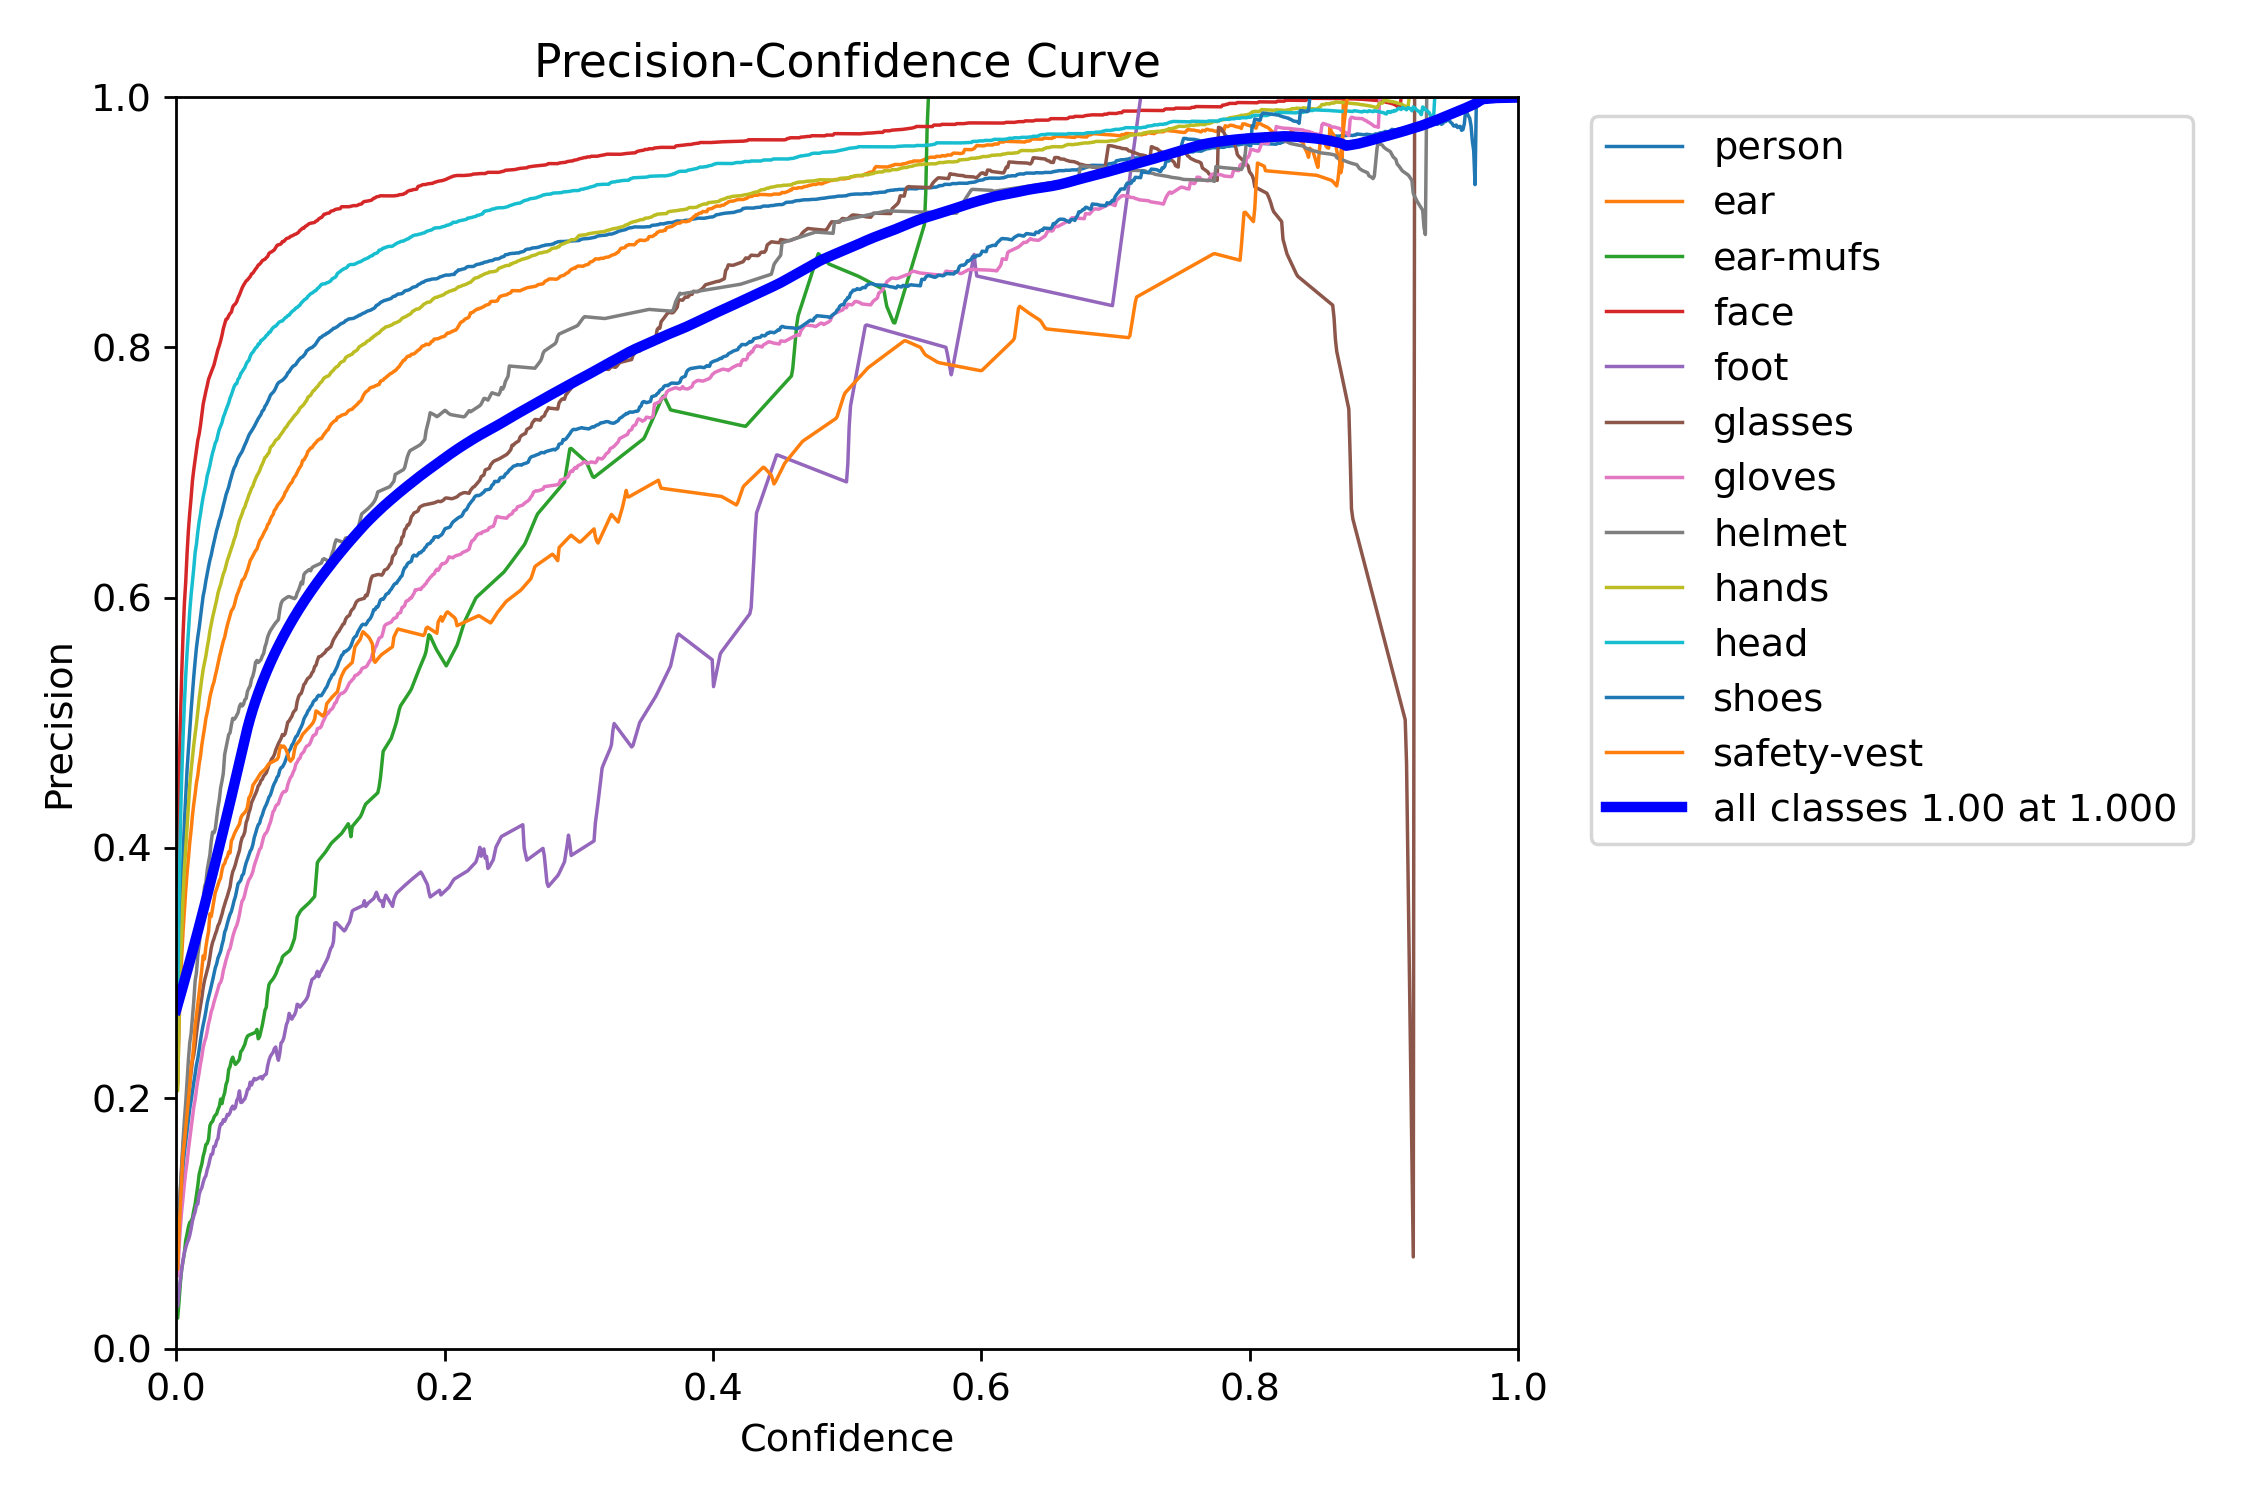 Precision-Confidence Curve
1.0
0.8
0.6
0.4
0.2
0.0
Precision
0.0 0.2 0.4 0.6 0.8 1.0
Confidence
person
ear
ear-mufs
face
foot
glasses
gloves
helmet
hands
head
shoes
safety-vest
all classes 1.00 at 1.000